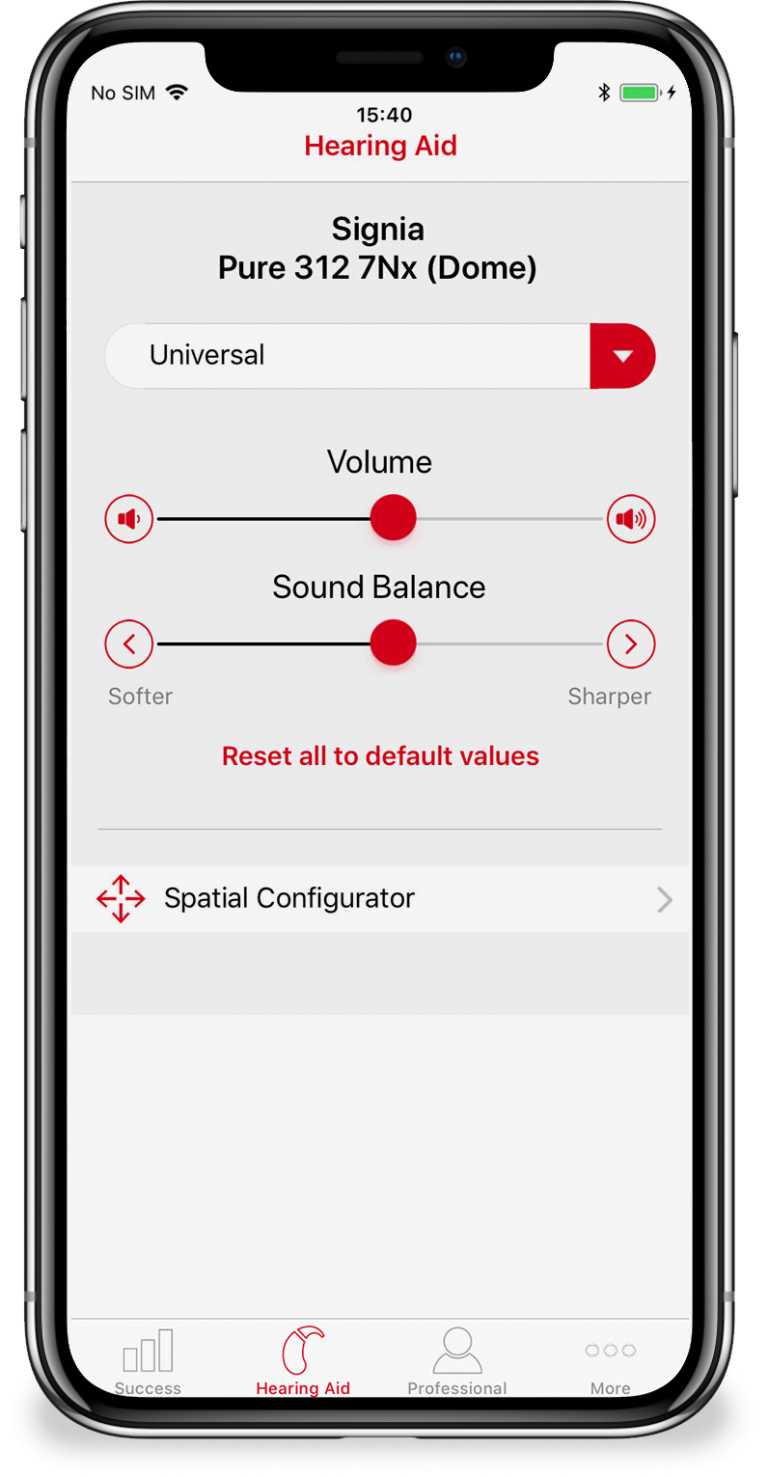 No SIM
15:40
Hearing Aid
Signia
Pure 312 7Nx (Dome)
Universal
Volume
Sound Balance
Softer Sharper
Reset all to default values
Spatial Configurator
Success Hearing Aid Professional More